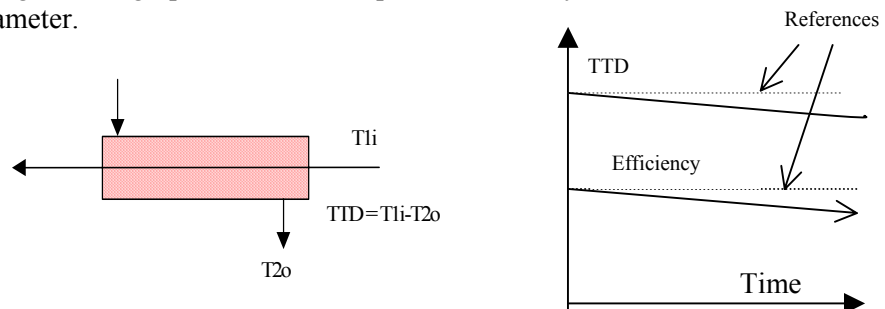 ameter.
References
TTD
T1i
Efficiency
TTD=T1i-T2o
T2o
Time